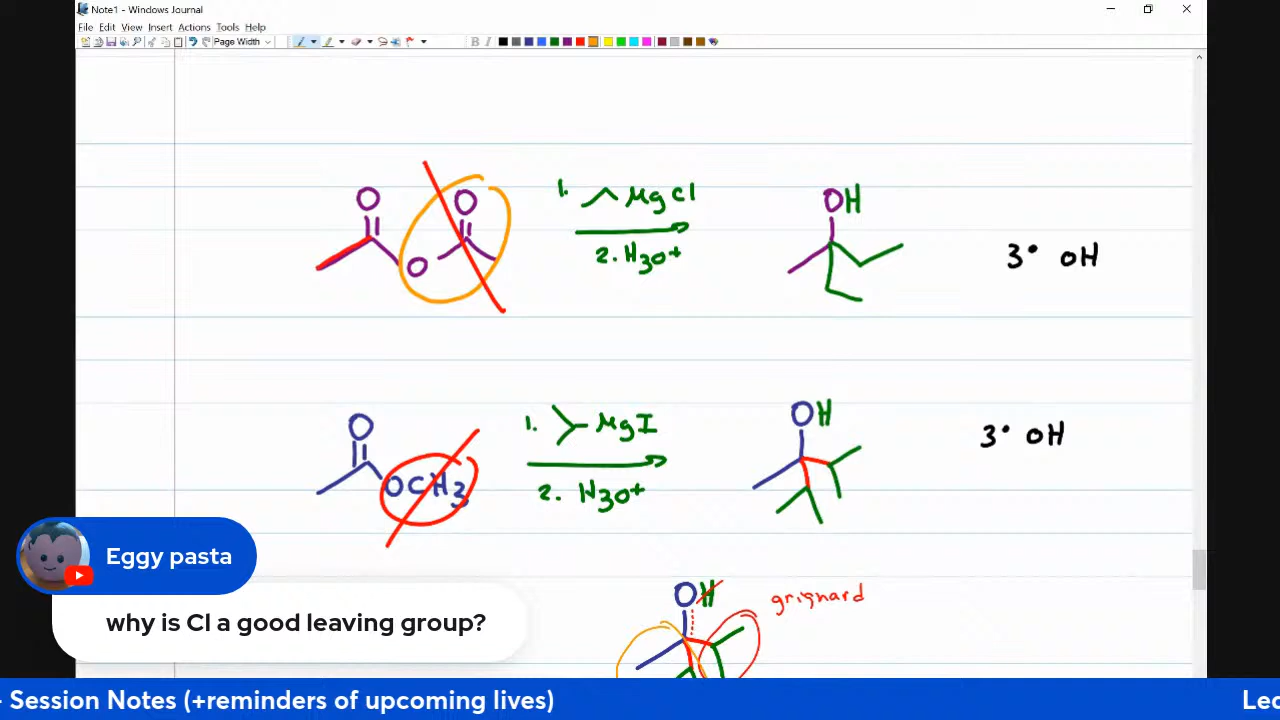 Note1 - Windows Journal
File Edit View Insert Actions Tools Help
Page Width B I
O O
O
1. MgCl
2. H3O+
OH
3° OH
O
OCH3
1. MgI
2. H3O+
OH
3° OH
OH
grignard
Eggy pasta
why is Cl a good leaving group?
- Session Notes (+reminders of upcoming lives) Lec